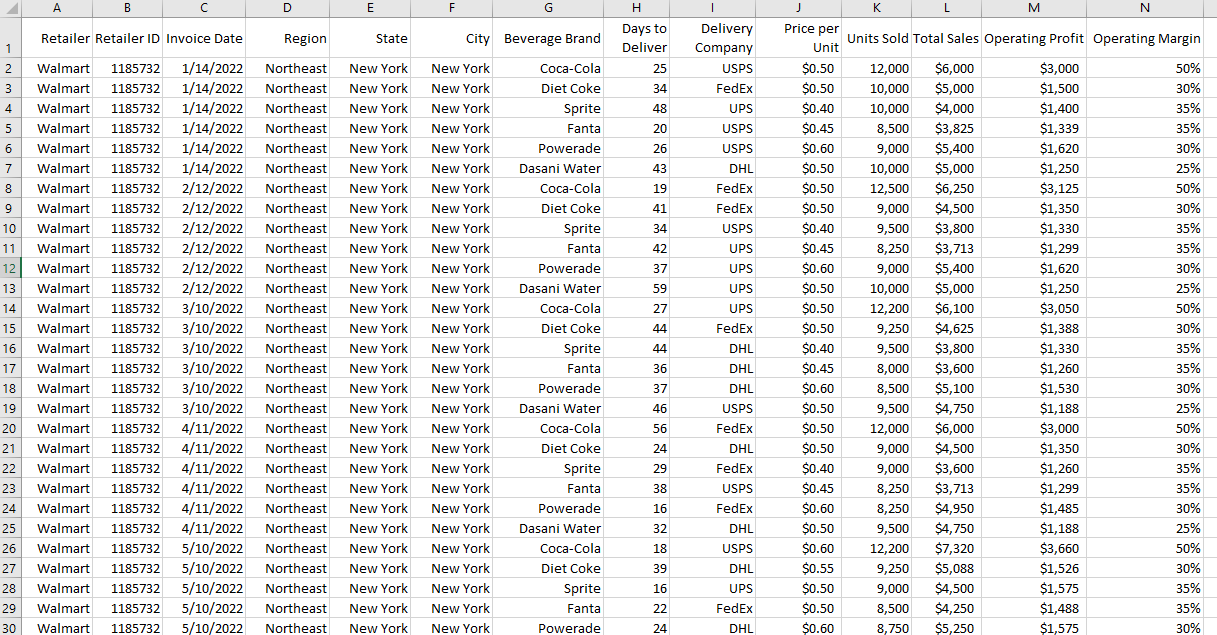 A B C D E F G H I J K L M N
1 Retailer Retailer ID Invoice Date Region State City Beverage Brand Days to Deliver Delivery Company Price per Unit Units Sold Total Sales Operating Profit Operating Margin
2 Walmart 1185732 1/14/2022 Northeast New York New York Coca-Cola 25 USPS $0.50 12,000 $6,000 $3,000 50%
3 Walmart 1185732 1/14/2022 Northeast New York New York Diet Coke 34 FedEx $0.50 10,000 $5,000 $1,500 30%
4 Walmart 1185732 1/14/2022 Northeast New York New York Sprite 48 UPS $0.40 10,000 $4,000 $1,400 35%
5 Walmart 1185732 1/14/2022 Northeast New York New York Fanta 20 USPS $0.45 8,500 $3,825 $1,339 35%
6 Walmart 1185732 1/14/2022 Northeast New York New York Powerade 26 USPS $0.60 9,000 $5,400 $1,620 30%
7 Walmart 1185732 1/14/2022 Northeast New York New York Dasani Water 43 DHL $0.50 10,000 $5,000 $1,250 25%
8 Walmart 1185732 2/12/2022 Northeast New York New York Coca-Cola 19 FedEx $0.50 12,500 $6,250 $3,125 50%
9 Walmart 1185732 2/12/2022 Northeast New York New York Diet Coke 41 FedEx $0.50 9,000 $4,500 $1,350 30%
10 Walmart 1185732 2/12/2022 Northeast New York New York Sprite 34 USPS $0.40 9,500 $3,800 $1,330 35%
11 Walmart 1185732 2/12/2022 Northeast New York New York Fanta 42 UPS $0.45 8,250 $3,713 $1,299 35%
12 Walmart 1185732 2/12/2022 Northeast New York New York Powerade 37 UPS $0.60 9,000 $5,400 $1,620 30%
13 Walmart 1185732 2/12/2022 Northeast New York New York Dasani Water 59 UPS $0.50 10,000 $5,000 $1,250 25%
14 Walmart 1185732 3/10/2022 Northeast New York New York Coca-Cola 27 UPS $0.50 12,200 $6,100 $3,050 50%
15 Walmart 1185732 3/10/2022 Northeast New York New York Diet Coke 44 FedEx $0.50 9,250 $4,625 $1,388 30%
16 Walmart 1185732 3/10/2022 Northeast New York New York Sprite 44 DHL $0.40 9,500 $3,800 $1,330 35%
17 Walmart 1185732 3/10/2022 Northeast New York New York Fanta 36 DHL $0.45 8,000 $3,600 $1,260 35%
18 Walmart 1185732 3/10/2022 Northeast New York New York Powerade 37 DHL $0.60 8,500 $5,100 $1,530 30%
19 Walmart 1185732 3/10/2022 Northeast New York New York Dasani Water 46 USPS $0.50 9,500 $4,750 $1,188 25%
20 Walmart 1185732 4/11/2022 Northeast New York New York Coca-Cola 56 FedEx $0.50 12,000 $6,000 $3,000 50%
21 Walmart 1185732 4/11/2022 Northeast New York New York Diet Coke 24 DHL $0.50 9,000 $4,500 $1,350 30%
22 Walmart 1185732 4/11/2022 Northeast New York New York Sprite 29 FedEx $0.40 9,000 $3,600 $1,260 35%
23 Walmart 1185732 4/11/2022 Northeast New York New York Fanta 38 USPS $0.45 8,250 $3,713 $1,299 35%
24 Walmart 1185732 4/11/2022 Northeast New York New York Powerade 16 FedEx $0.60 8,250 $4,950 $1,485 30%
25 Walmart 1185732 4/11/2022 Northeast New York New York Dasani Water 32 DHL $0.50 9,500 $4,750 $1,188 25%
26 Walmart 1185732 5/10/2022 Northeast New York New York Coca-Cola 18 USPS $0.60 12,200 $7,320 $3,660 50%
27 Walmart 1185732 5/10/2022 Northeast New York New York Diet Coke 39 DHL $0.55 9,250 $5,088 $1,526 30%
28 Walmart 1185732 5/10/2022 Northeast New York New York Sprite 16 UPS $0.50 9,000 $4,500 $1,575 35%
29 Walmart 1185732 5/10/2022 Northeast New York New York Fanta 22 FedEx $0.50 8,500 $4,250 $1,488 35%
30 Walmart 1185732 5/10/2022 Northeast New York New York Powerade 24 DHL $0.60 8,750 $5,250 $1,575 30%